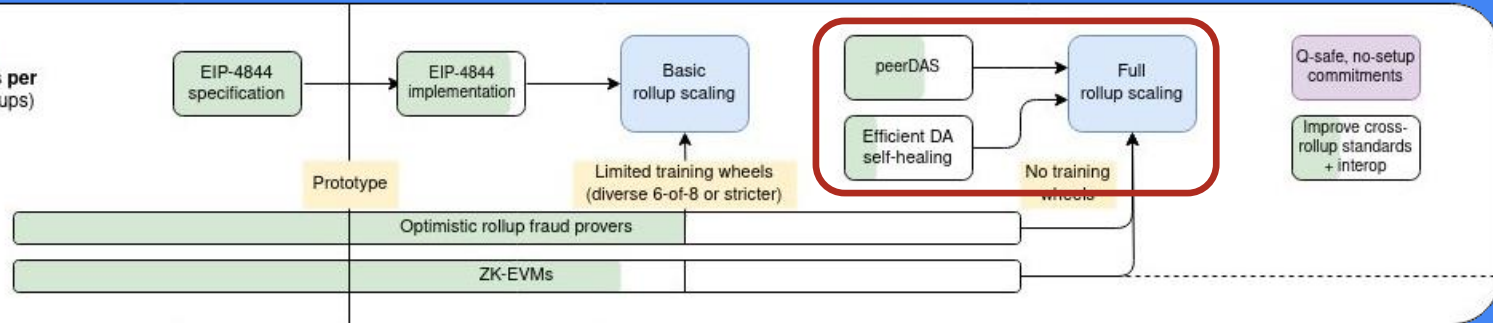 s per
ups)
EIP-4844
specification
EIP-4844
implementation
Basic
rollup scaling
peerDAS
Efficient DA
self-healing
Full
rollup scaling
Q-safe, no-setup
commitments
Improve cross-
rollup standards
+ interop
Prototype
Limited training wheels
(diverse 6-of-8 or stricter)
No training
wheels
Optimistic rollup fraud provers
ZK-EVMs